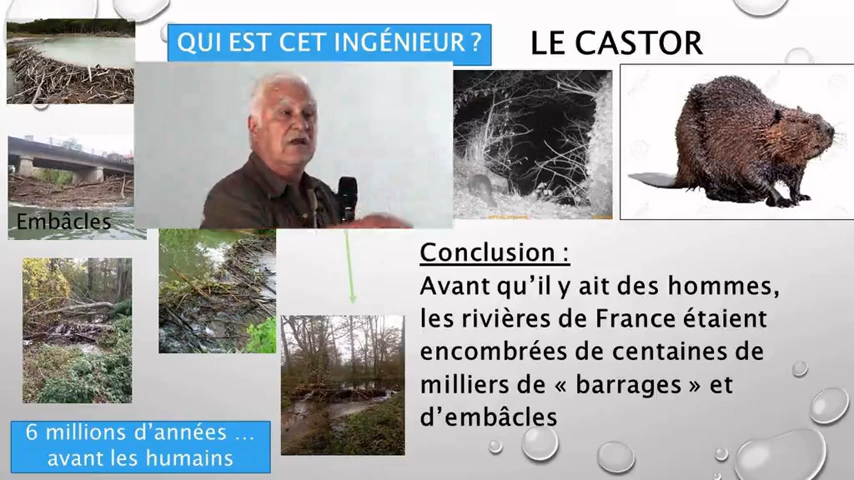 QUI EST CET INGÉNIEUR ?
LE CASTOR
Embâcles
Conclusion :
Avant qu'il y ait des hommes,
les rivières de France étaient
encombrées de centaines de
milliers de « barrages » et
d'embâcles
6 millions d'années ...
avant les humains